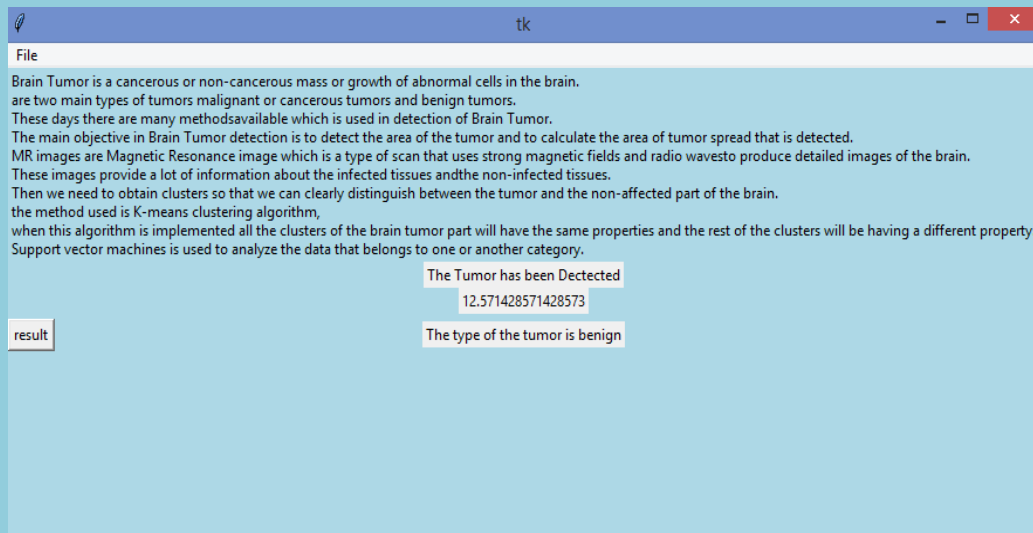 tk
File
Brain Tumor is a cancerous or non-cancerous mass or growth of abnormal cells in the brain.
are two main types of tumors malignant or cancerous tumors and benign tumors.
These days there are many methodsavailable which is used in detection of Brain Tumor.
The main objective in Brain Tumor detection is to detect the area of the tumor and to calculate the area of tumor spread that is detected.
MR images are Magnetic Resonance image which is a type of scan that uses strong magnetic fields and radio wavesto produce detailed images of the brain.
These images provide a lot of information about the infected tissues andthe non-infected tissues.
Then we need to obtain clusters so that we can clearly distinguish between the tumor and the non-affected part of the brain.
the method used is K-means clustering algorithm,
when this algorithm is implemented all the clusters of the brain tumor part will have the same properties and the rest of the clusters will be having a different property
Support vector machines is used to analyze the data that belongs to one or another category.
The Tumor has been Dectected
12.571428571428573
result
The type of the tumor is benign